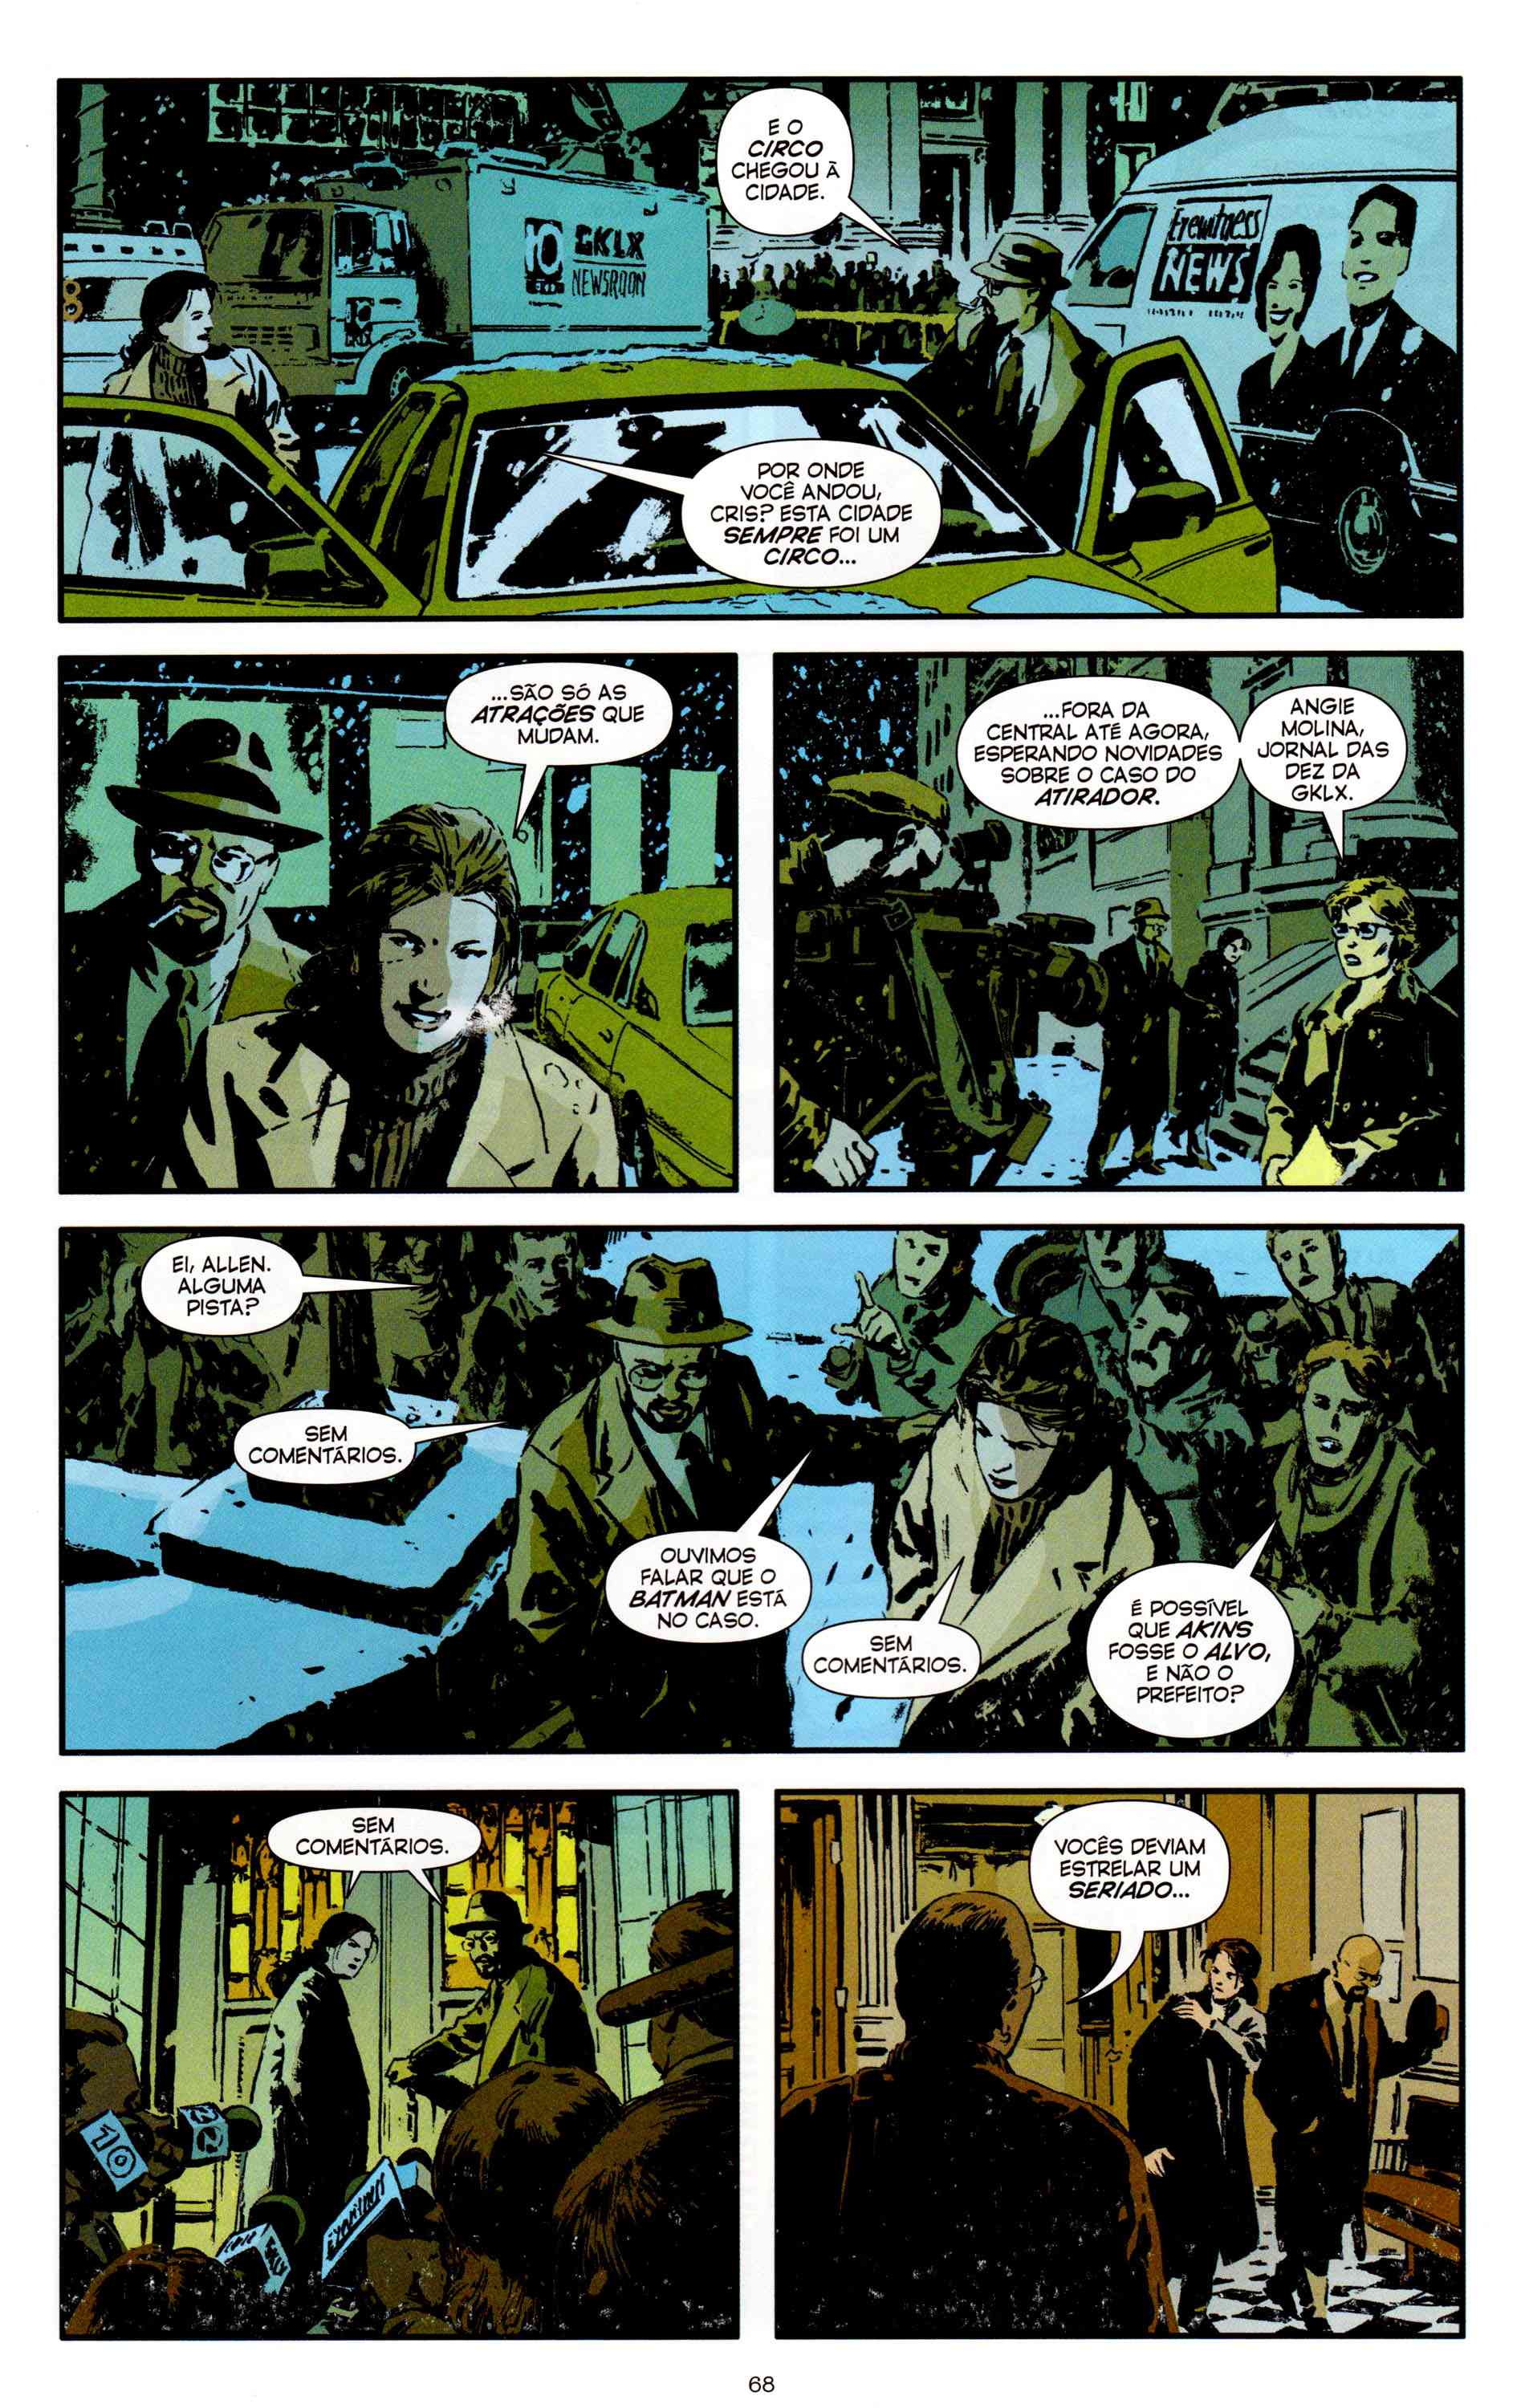 E O
CIRCO
CHEGOU À
CIDADE.
10
GKLX
NEWSROOM
GKLX
8
Eyewitness
NEWS
POR ONDE
VOCÊ ANDOU,
CRIS? ESTA CIDADE
SEMPRE FOI UM
CIRCO...
...SÃO SÓ AS
ATRAÇÕES QUE
MUDAM.
...FORA DA
CENTRAL ATÉ AGORA,
ESPERANDO NOVIDADES
SOBRE O CASO DO
ATIRADOR.
ANGIE
MOLINA,
JORNAL DAS
DEZ DA
GKLX.
EI, ALLEN.
ALGUMA
PISTA?
SEM
COMENTÁRIOS.
OUVIMOS
FALAR QUE O
BATMAN ESTÁ
NO CASO.
SEM
COMENTÁRIOS.
É POSSÍVEL
QUE AKINS
FOSSE O ALVO,
E NÃO O
PREFEITO?
SEM
COMENTÁRIOS.
10
Eyewitness
VOCÊS DEVIAM
ESTRELAR UM
SERIADO...
68